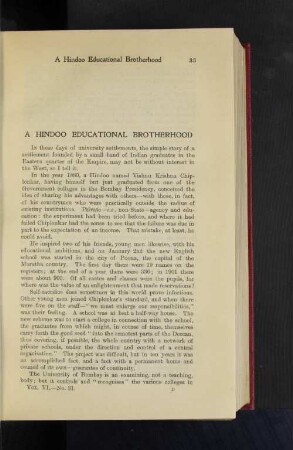 A Hindoo Educational Brotherhood 33
A HINDOO EDUCATIONAL BROTHERHOOD
In these days of university settlements, the simple story of a
settlement founded by a small band of Indian graduates in the
Eastern quarter of the Empire, may not be without interest to
the West, so I tell it.
In the year 1880, a Hindoo named Vishnu Krishna Chip-
lunkar, having himself but just graduated from one of the
Government colleges in the Bombay Presidency, conceived the
idea of sharing his advantages with others—with those, in fact,
of his countrymen who were practically outside the radius of
existing institutions. Private—i.e., non-State—agency and edu-
cation: the experiment had been tried before, and where it had
failed Chiplunkar had the sense to see that the failure was due in
part to the expectation of an income. That mistake, at least, he
could avoid.
He inspired two of his friends, young men likewise, with his
educational ambitions, and on January 2nd the new English
school was started in the city of Poona, the capital of the
Maratha country. The first day there were 19 names on the
registers; at the end of a year there were 336; in 1901 there
were about 900. Of all castes and classes were the pupils, for
where was the value of an enlightenment that made reservations?
Self-sacrifice does sometimes in this world prove infectious.
Other young men joined Chiplunkar's standard, and when there
were five on the staff—“we must enlarge our responsibilities,”
was their feeling. A school was at best a half-way house. The
new scheme was to start a college in connection with the school,
the graduates from which might, in course of time, themselves
carry forth the good seed “into the remotest parts of the Deccan,
thus covering, if possible, the whole country with a network of
private schools, under the direction and control of a central
organisation.” The project was difficult, but in two years it was
an accomplished fact, and a fact with a permanent home and
council of its own—guarantee of continuity.
The University of Bombay is an examining, not a teaching,
body; but it controls and “recognises” the various colleges in
Vol. VI.—No. 21.